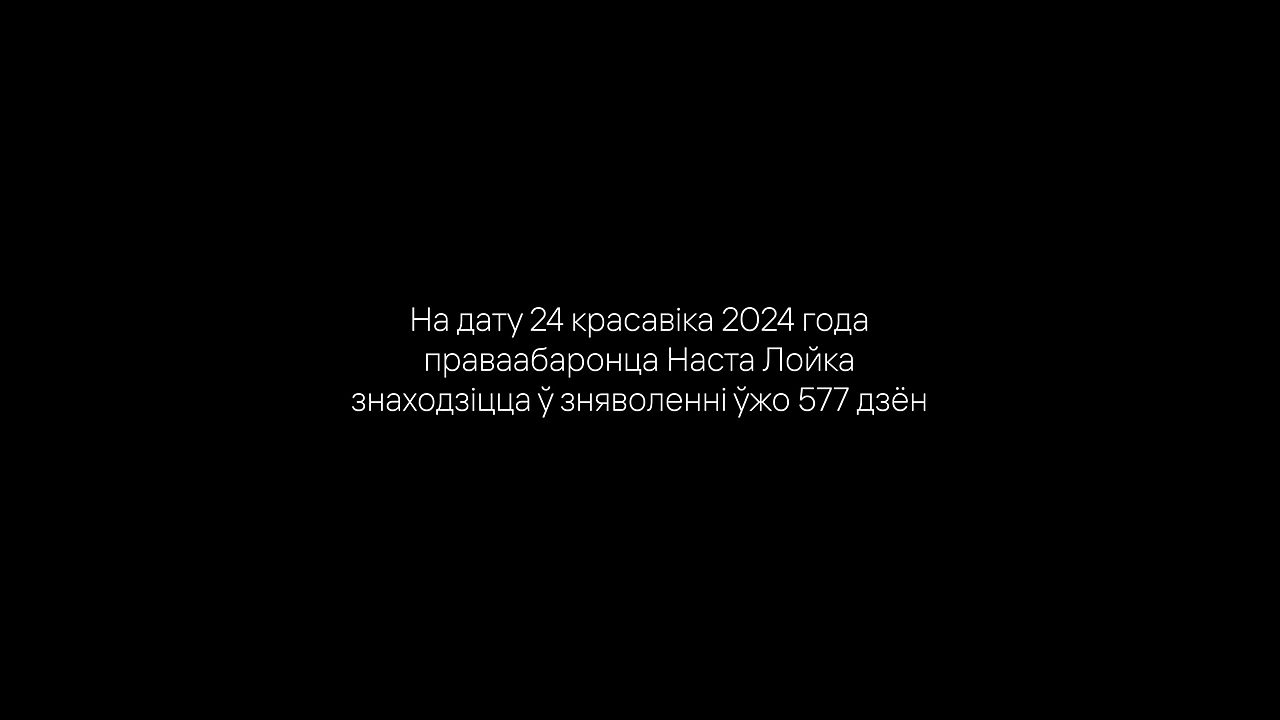 На дату 24 красавіка 2024 года
праваабаронца Наста Лойка
знаходзіцца ў зняволенні ўжо 577 дзён